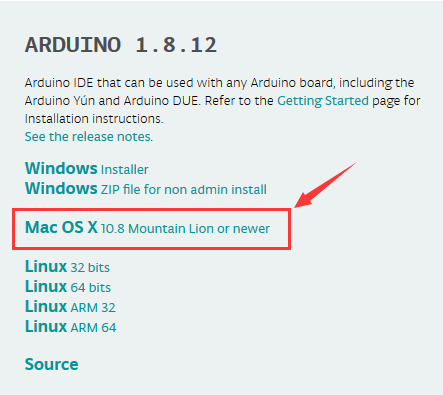 ARDUINO 1.8.12
Arduino IDE that can be used with any Arduino board, including the
Arduino Yún and Arduino DUE. Refer to the Getting Started page for
Installation instructions.
See the release notes.
Windows Installer
Windows ZIP file for non admin install
Mac OS X 10.8 Mountain Lion or newer
Linux 32 bits
Linux 64 bits
Linux ARM 32
Linux ARM 64
Source